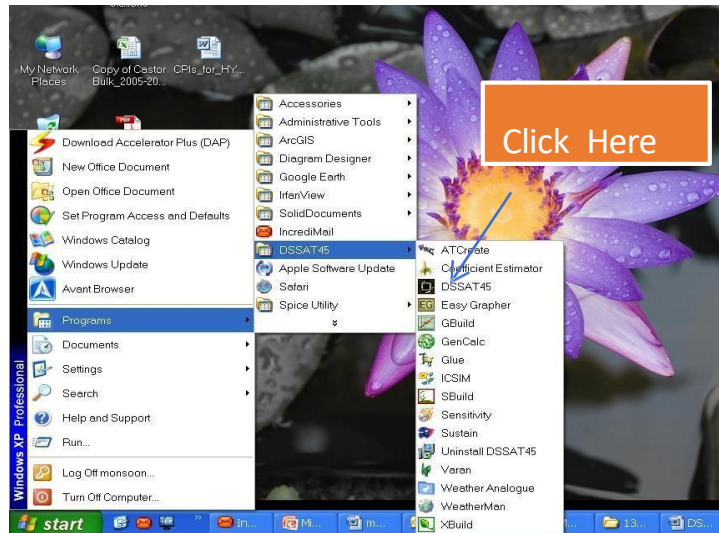 My Network
Places
Copy of Castor
Bulk_2005-20...
CPIs_for_HY...
Click Here
Download Accelerator Plus (DAP)
New Office Document
Open Office Document
Set Program Access and Defaults
Windows Catalog
Windows Update
Avant Browser
Programs
Documents
Settings
Search
Help and Support
Run...
Log Off monsoon...
Turn Off Computer...
Windows XP Professional
Accessories
Administrative Tools
ArcGIS
Diagram Designer
Google Earth
IrfanView
SolidDocuments
IncrediMail
DSSAT45
Apple Software Update
Safari
Spice Utility
ATCreate
Coefficient Estimator
DSSAT45
Easy Grapher
GBuild
GenCalc
Glue
ICSIM
SBuild
Sensitivity
Sustain
Uninstall DSSAT45
Varan
Weather Analogue
WeatherMan
XBuild
start
In...
Mi...
m...
13...
DS...